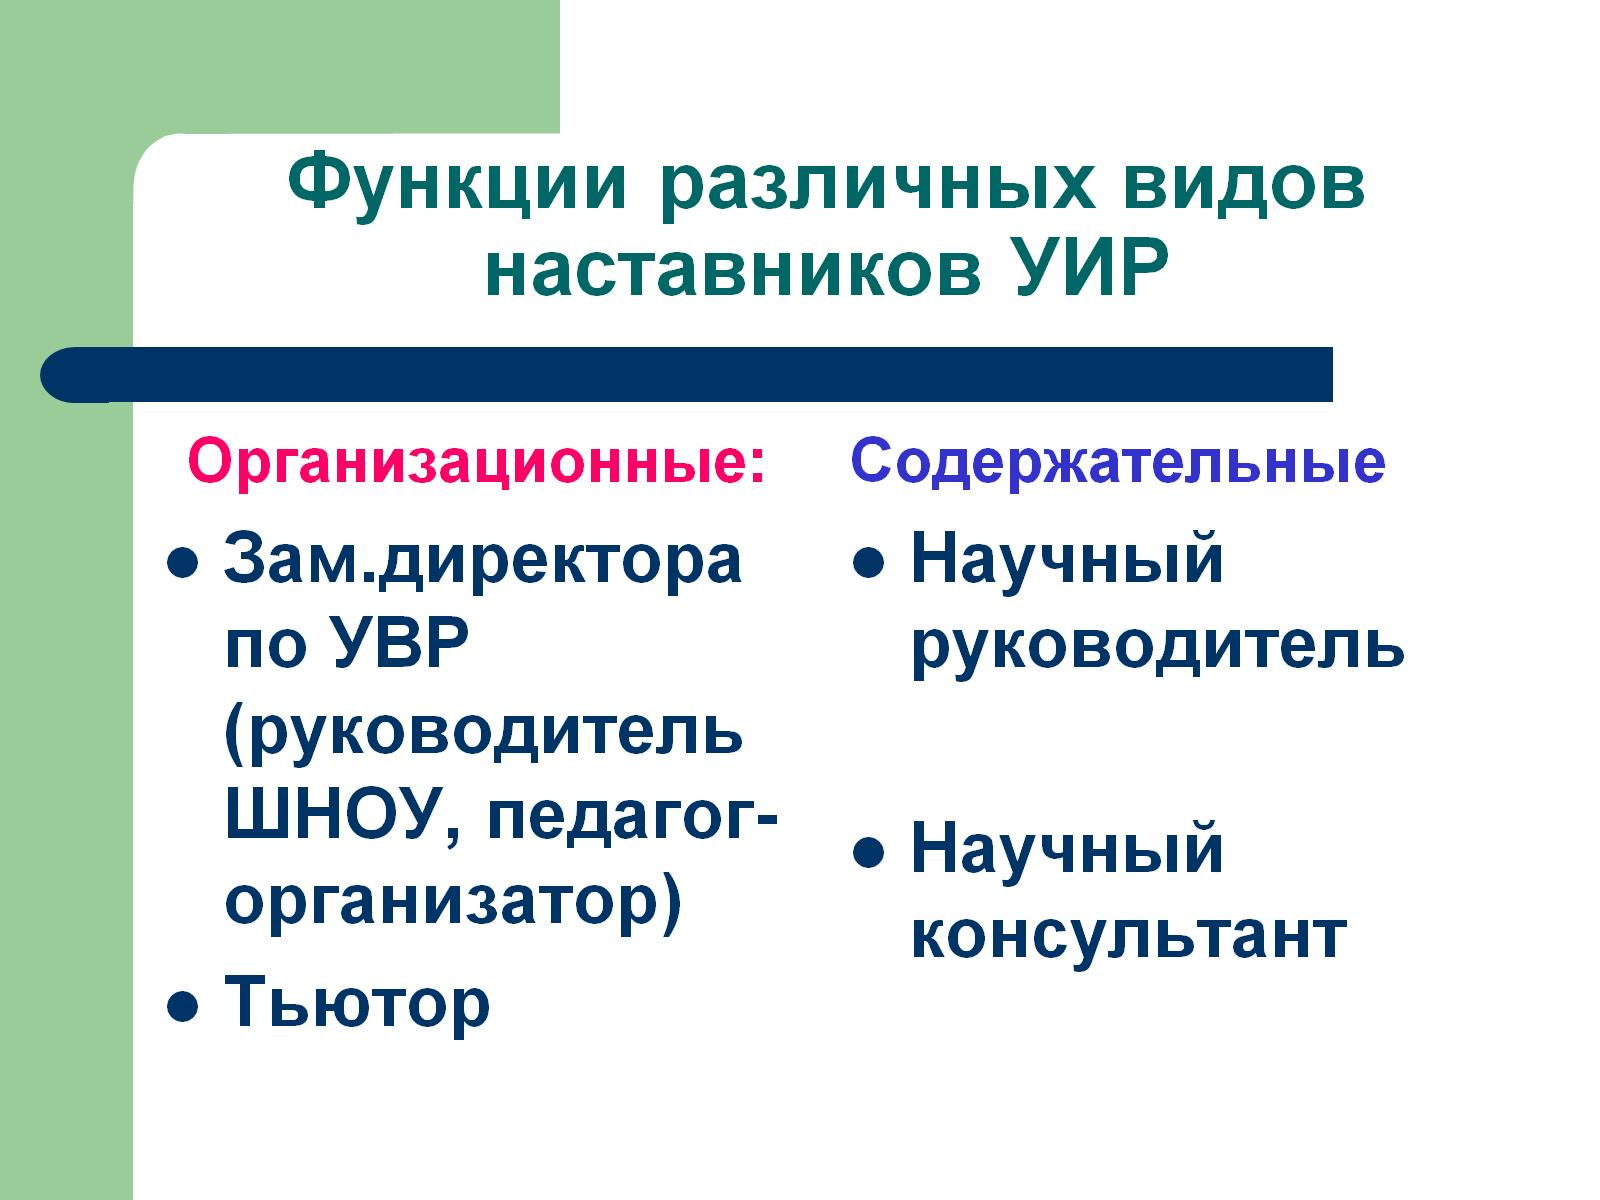 Функции различных видов
наставников УИР
Организационные:
Зам.директора
по УВР
(руководитель
ШНОУ, педагог-
организатор)
Тьютор
Содержательные
Научный
руководитель
Научный
консультант